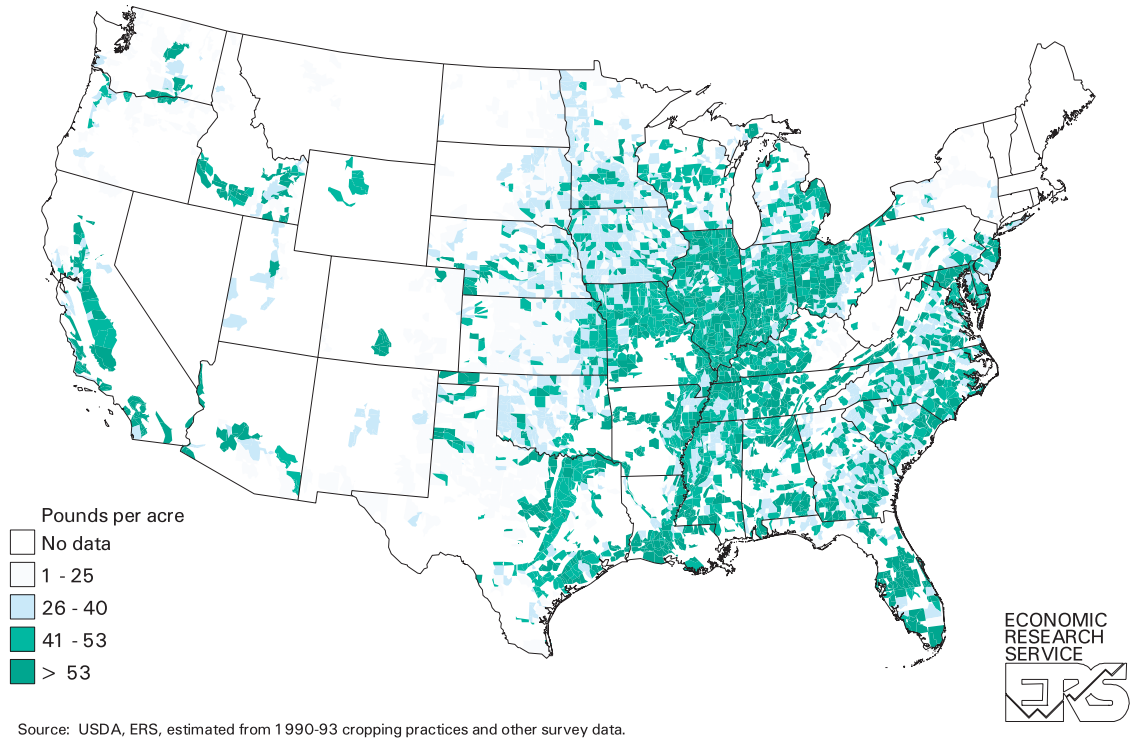 Pounds per acre
No data
1 - 25
26 - 40
41 - 53
> 53
ECONOMIC
RESEARCH
SERVICE
ERS
Source: USDA, ERS, estimated from 1990-93 cropping practices and other survey data.